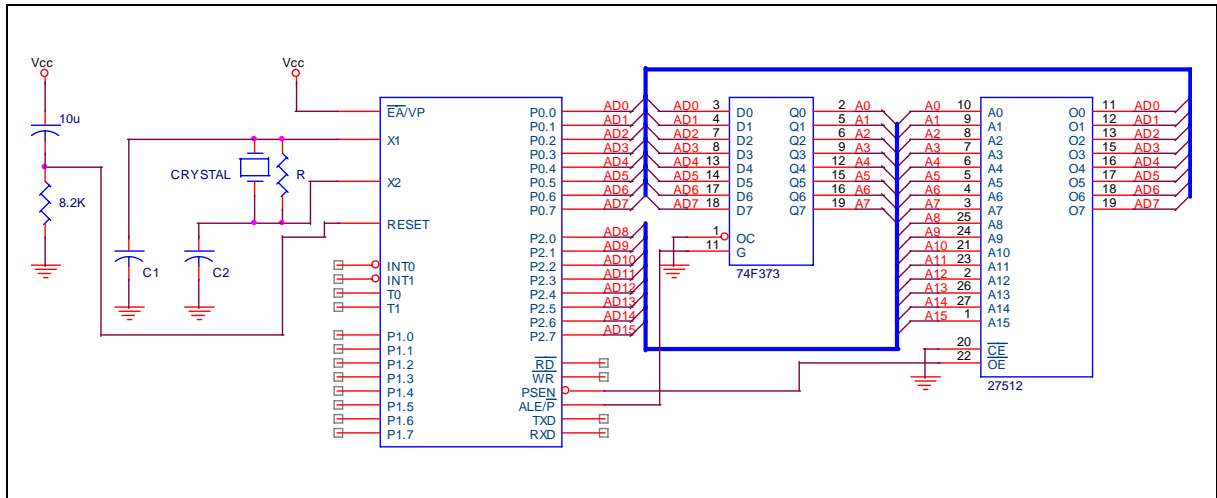 Vcc
10u
8.2K
C1
C2
CRYSTAL
R
Vcc
EA/VP
X1
X2
RESET
INT0
INT1
T0
T1
P1.0
P1.1
P1.2
P1.3
P1.4
P1.5
P1.6
P1.7
P0.0 AD0
P0.1 AD1
P0.2 AD2
P0.3 AD3
P0.4 AD4
P0.5 AD5
P0.6 AD6
P0.7 AD7
P2.0 AD8
P2.1 AD9
P2.2 AD10
P2.3 AD11
P2.4 AD12
P2.5 AD13
P2.6 AD14
P2.7 AD15
RD
WR
PSEN
ALE/P
TXD
RXD
AD0 3 D0 Q0 2 A0
AD1 4 D1 Q1 5 A1
AD2 7 D2 Q2 6 A2
AD3 8 D3 Q3 9 A3
AD4 13 D4 Q4 12 A4
AD5 14 D5 Q5 15 A5
AD6 17 D6 Q6 16 A6
AD7 18 D7 Q7 19 A7
1 OC
11 G
74F373
A0 10 A0 O0 11 AD0
A1 9 A1 O1 12 AD1
A2 8 A2 O2 13 AD2
A3 7 A3 O3 15 AD3
A4 6 A4 O4 16 AD4
A5 5 A5 O5 17 AD5
A6 4 A6 O6 18 AD6
A7 3 A7 O7 19 AD7
A8 25 A8
A9 24 A9
A10 21 A10
A11 23 A11
A12 2 A12
A13 26 A13
A14 27 A14
A15 1 A15
20 CE
22 OE
27512